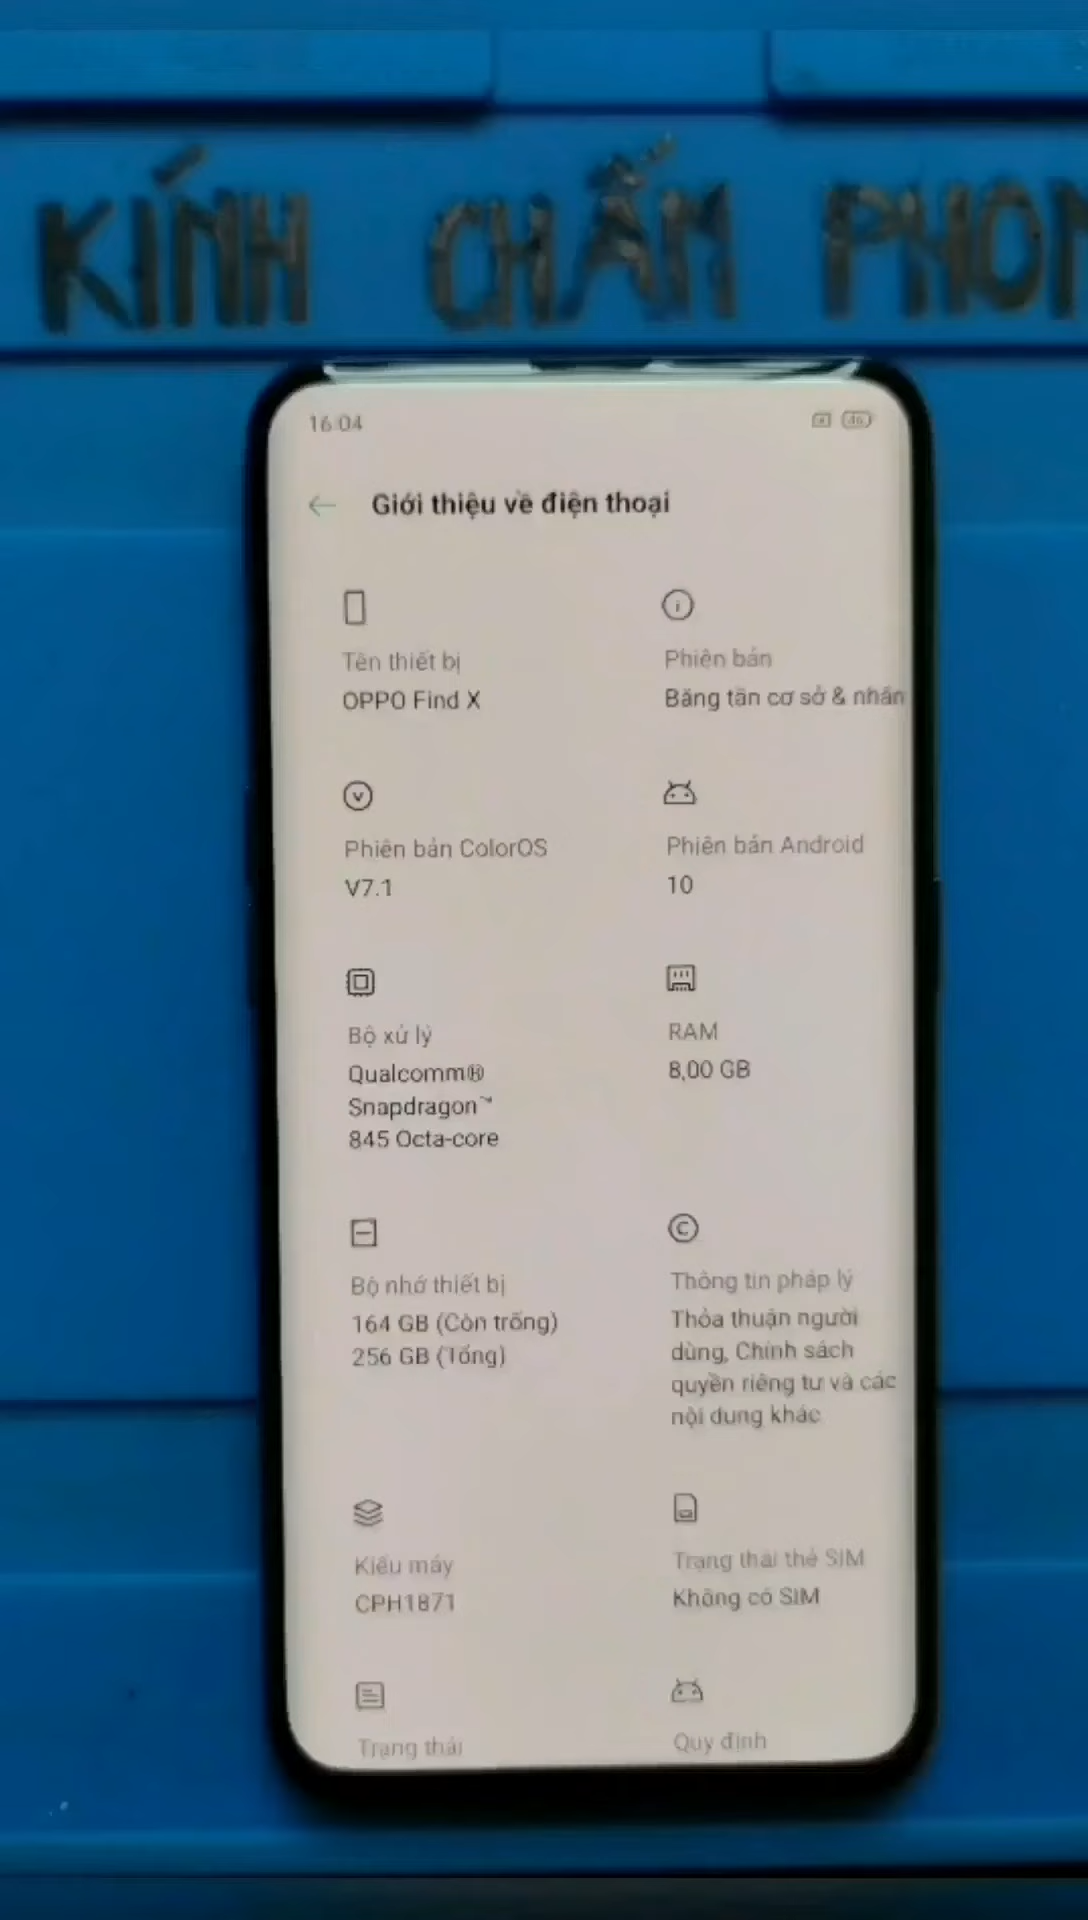 KÍNH CHẤM PHON
16:04
46
Giới thiệu về điện thoại
Tên thiết bị
OPPO Find X
Phiên bản
Băng tần cơ sở & nhân
Phiên bản ColorOS
V7.1
Phiên bản Android
10
Bộ xử lý
Qualcomm®
Snapdragon™
845 Octa-core
RAM
8,00 GB
Bộ nhớ thiết bị
164 GB (Còn trống)
256 GB (Tổng)
Thông tin pháp lý
Thỏa thuận người
dùng, Chính sách
quyền riêng tư và các
nội dung khác
Kiểu máy
CPH1871
Trạng thái thẻ SIM
Không có SIM
Trạng thái
Quy định